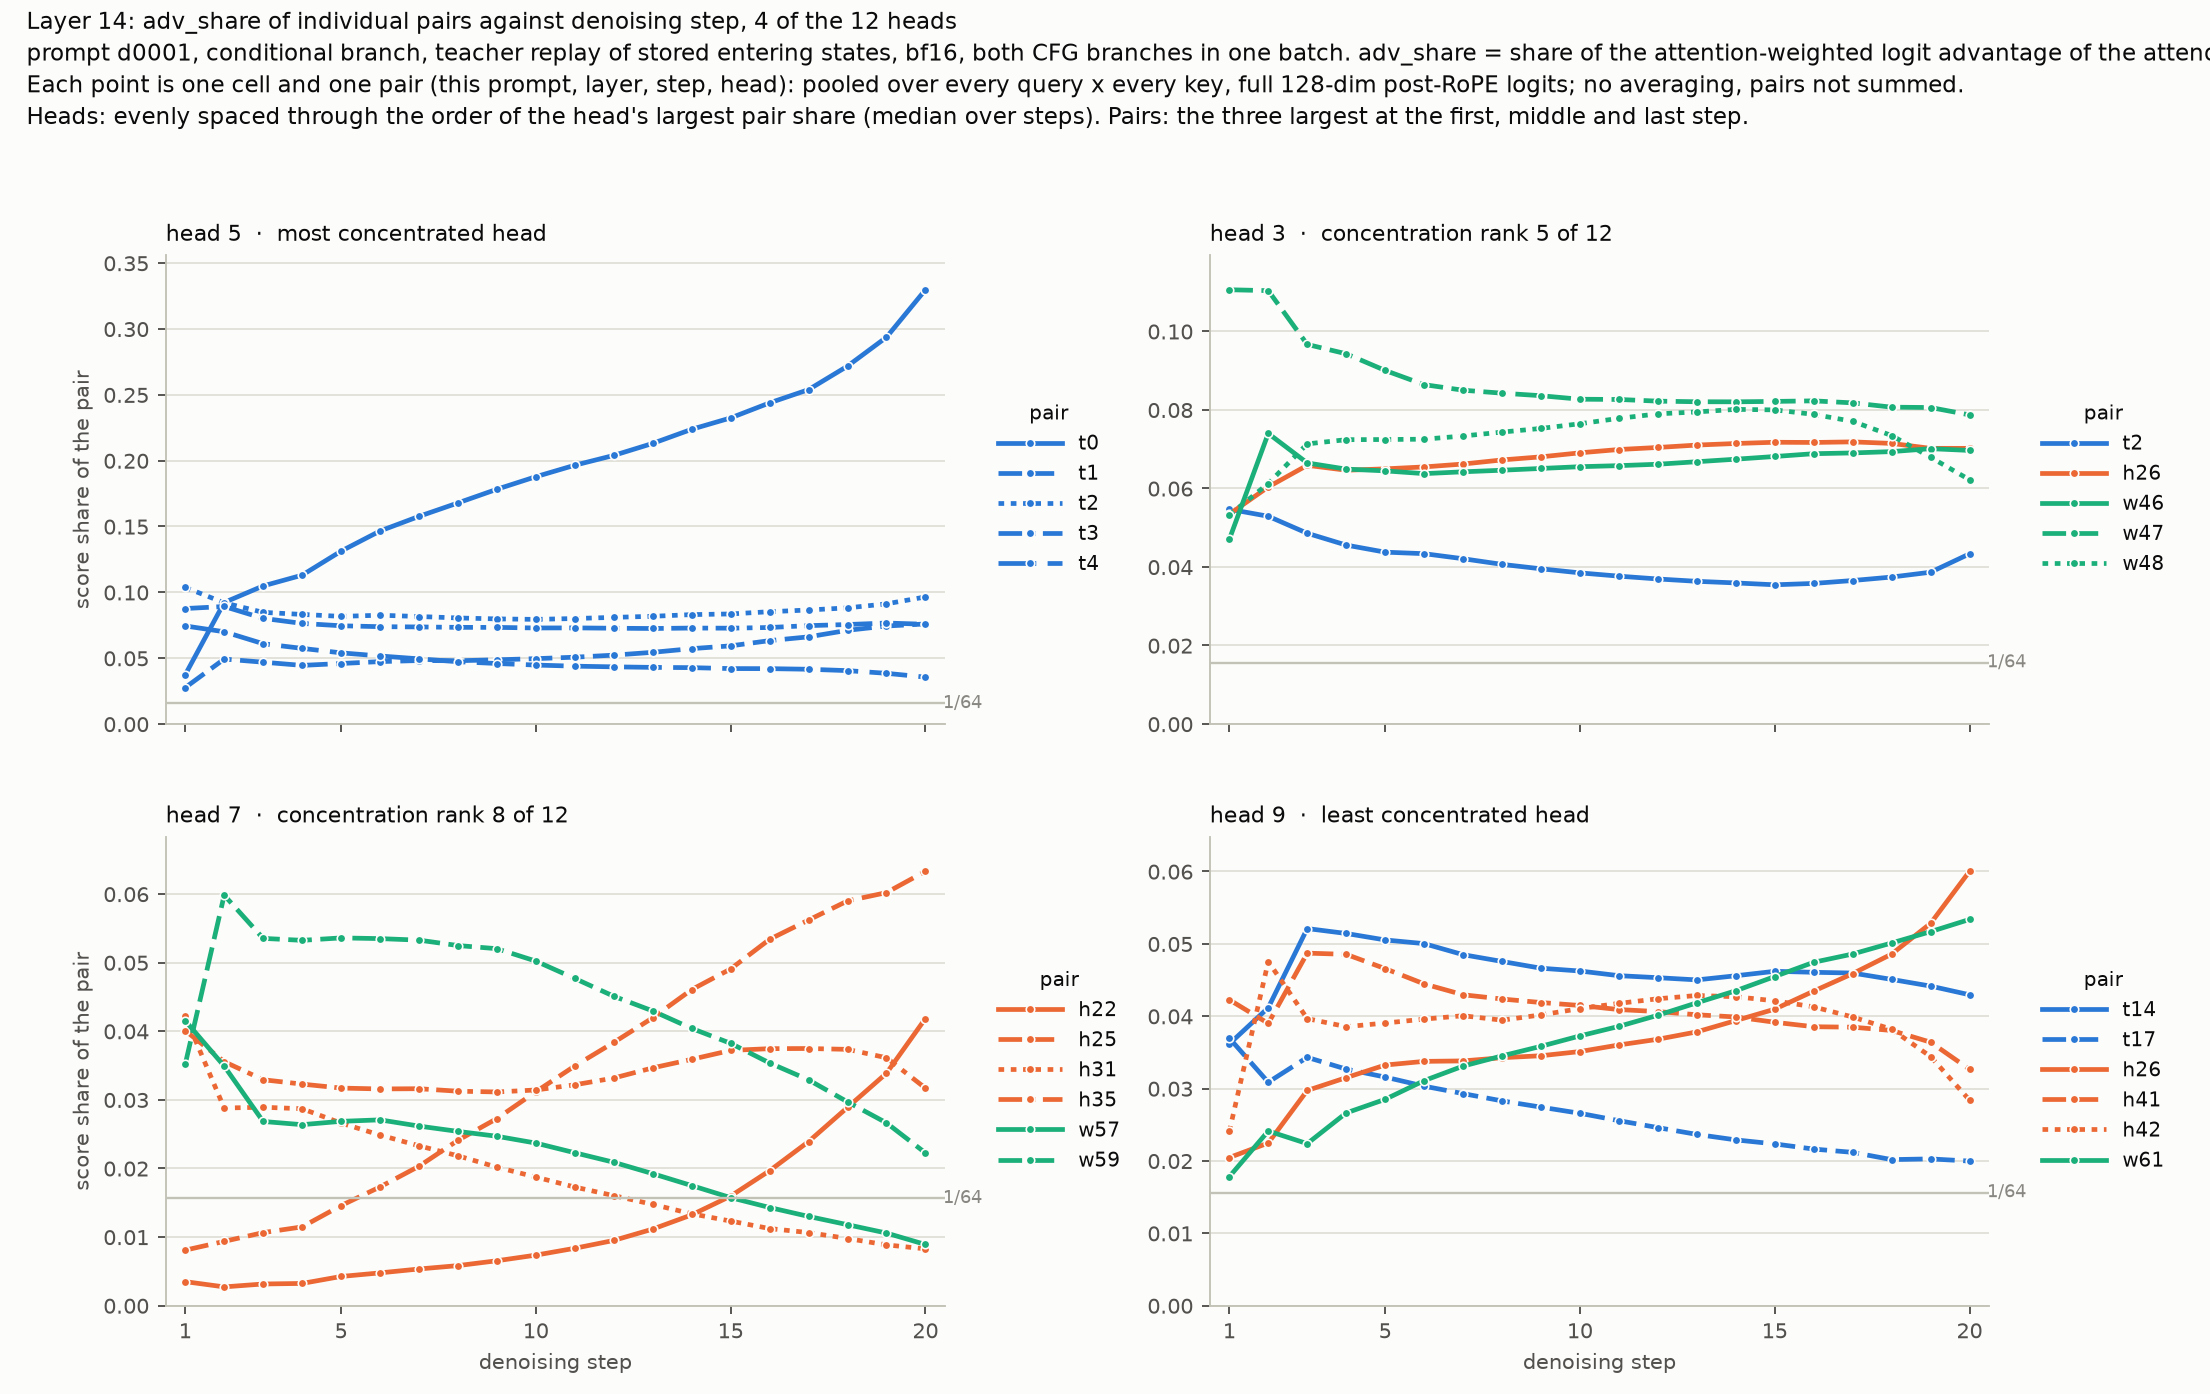 Layer 14: adv_share of individual pairs against denoising step, 4 of the 12 heads
prompt d0001, conditional branch, teacher replay of stored entering states, bf16, both CFG branches in one batch. adv_share = share of the attention-weighted logit advantage of the
Each point is one cell and one pair (this prompt, layer, step, head): pooled over every query x every key, full 128-dim post-RoPE logits; no averaging, pairs not summed.
Heads: evenly spaced through the order of the head's largest pair share (median over steps). Pairs: the three largest at the first, middle and last step.
head 5 · most concentrated head
score share of the pair
0.35
0.30
0.25
0.20
0.15
0.10
0.05
0.00
1/64
pair
t0
t1
t2
t3
t4
head 3 · concentration rank 5 of 12
0.10
0.08
0.06
0.04
0.02
0.00
1/64
pair
t2
h26
w46
w47
w48
head 7 · concentration rank 8 of 12
score share of the pair
0.06
0.05
0.04
0.03
0.02
0.01
0.00
1/64
1
5
10
15
20
denoising step
pair
h22
h25
h31
h35
w57
w59
head 9 · least concentrated head
0.06
0.05
0.04
0.03
0.02
0.01
0.00
1/64
1
5
10
15
20
denoising step
pair
t14
t17
h26
h41
h42
w61